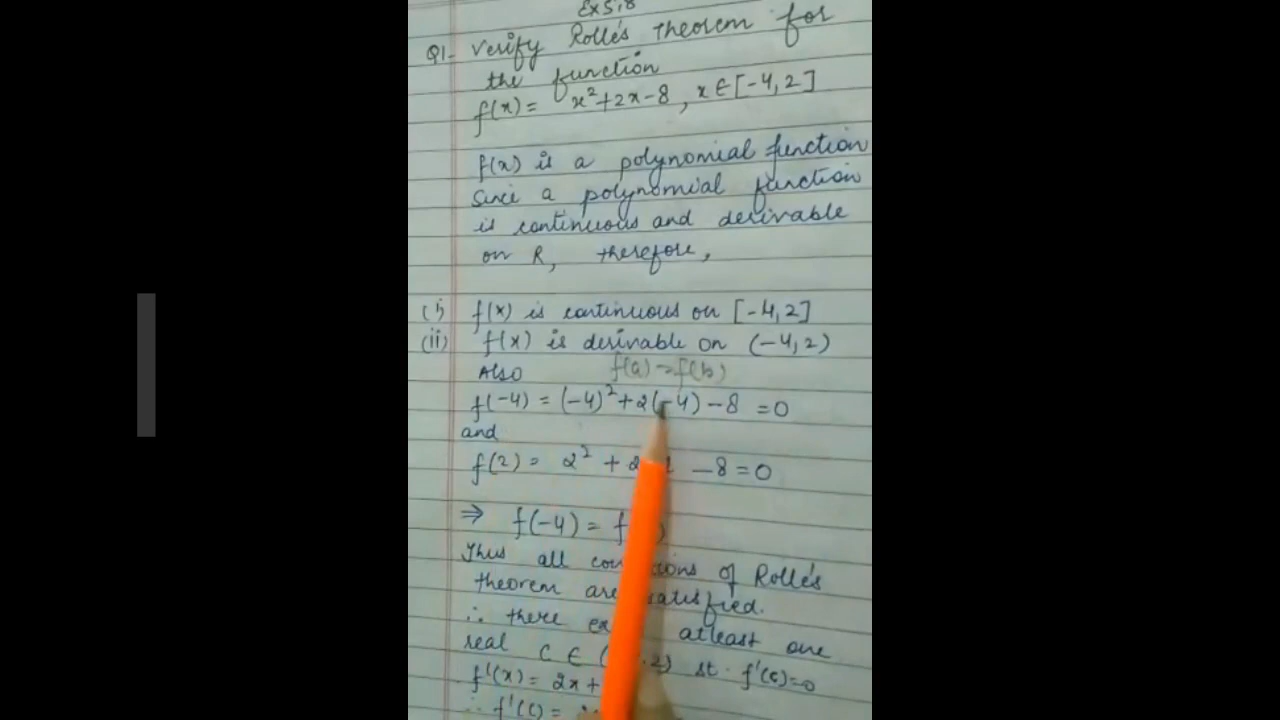 Ex 5.8
Q1- Verify Rolle's Theorem for
the function
f(x) = x²+2x-8, x ∈ [-4,2]
f(x) is a polynomial function
Since a polynomial function
is continuous and derivable
on R, therefore,
(i) f(x) is continuous on [-4,2]
(ii) f(x) is derivable on (-4,2)
Also f(a) = f(b)
f(-4) = (-4)²+2(-4)-8 =0
and
f(2) = 2² + 2 -8=0
⇒ f(-4) = f
Thus all of Rolle's
theorem are satisfied.
∴ there atleast one
real C ∈ ( 2) st. f'(c)=0
f'(x) = 2x+
∴ f'(c) =